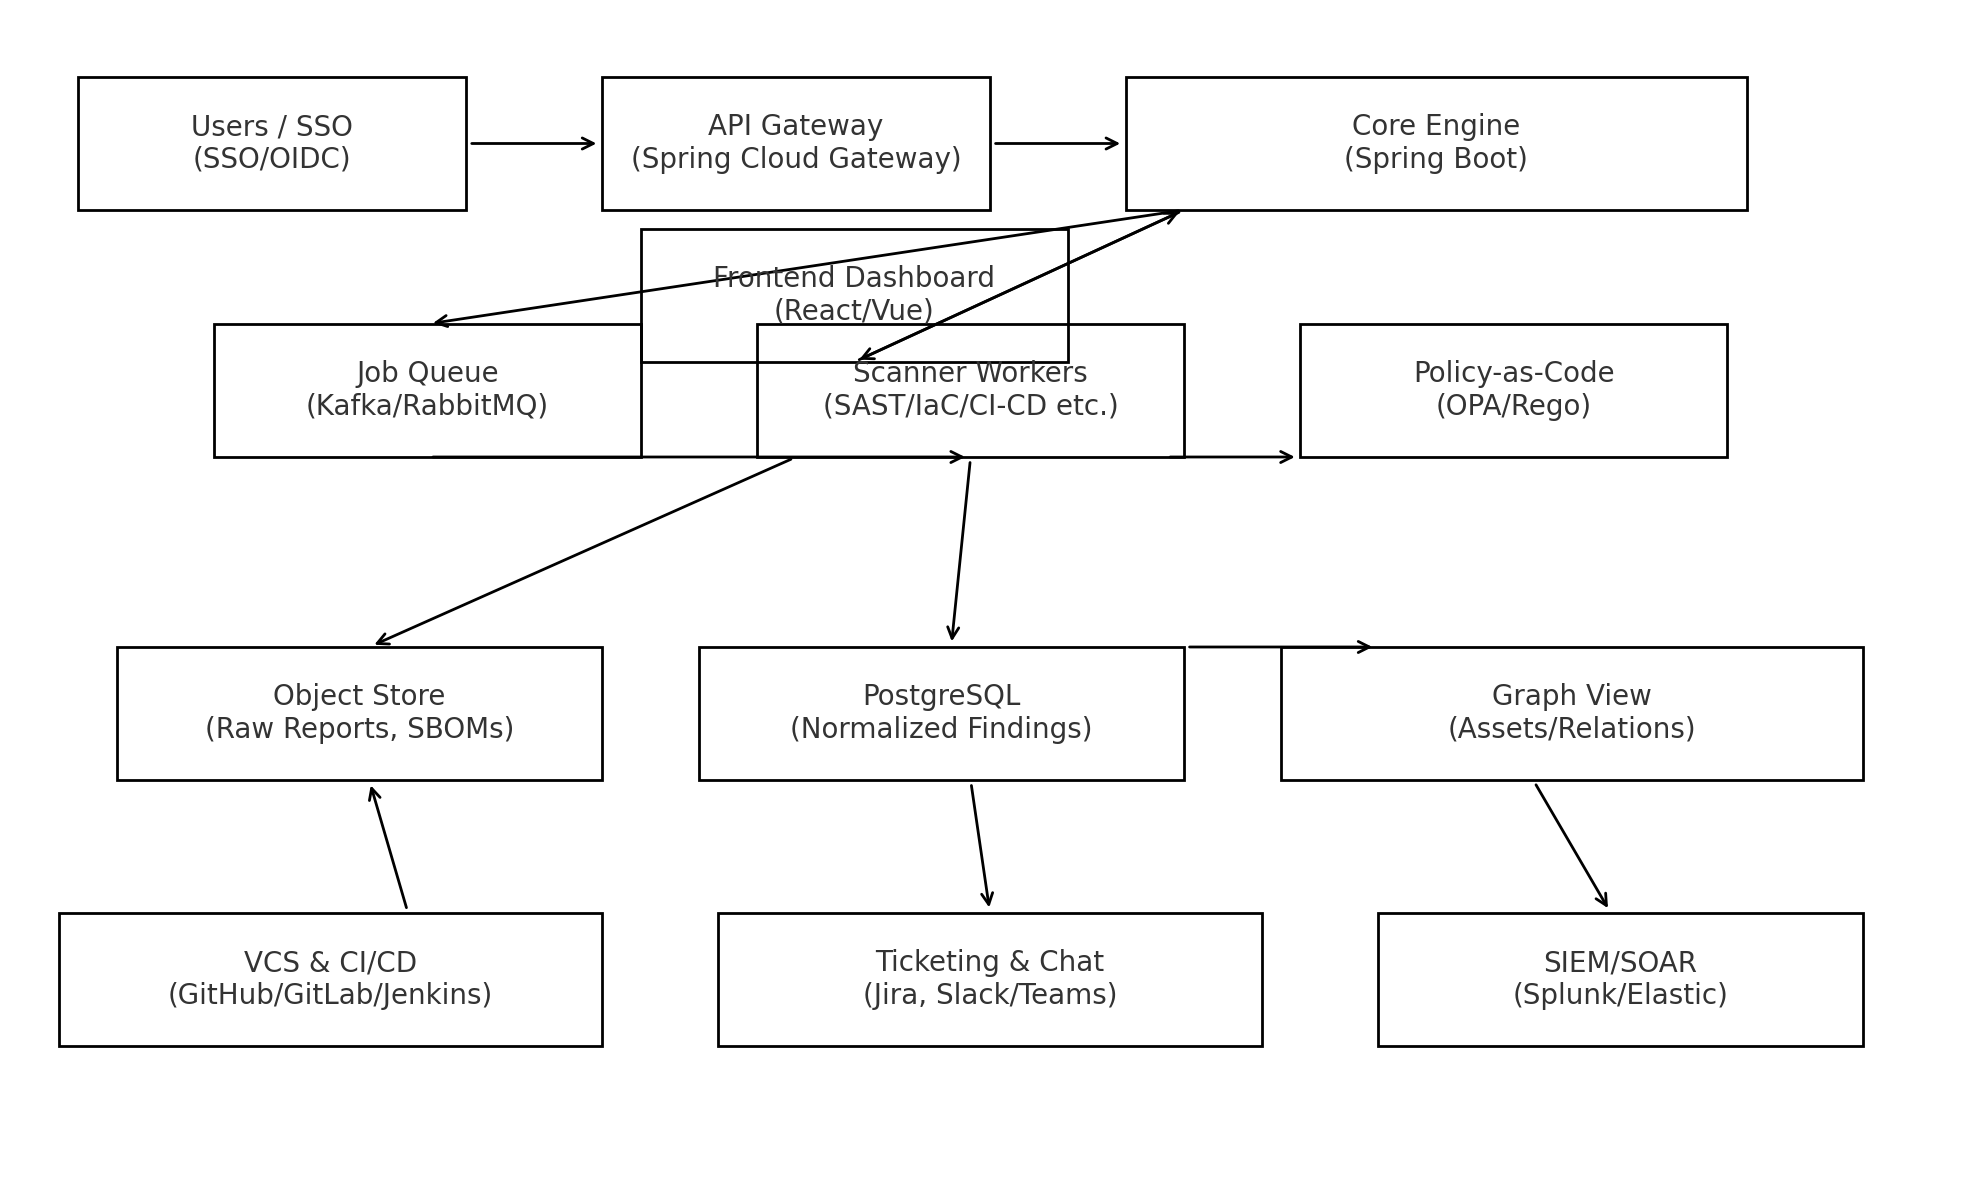 Users / SSO
(SSO/OIDC)
API Gateway
(Spring Cloud Gateway)
Core Engine
(Spring Boot)
Frontend Dashboard
(React/Vue)
Job Queue
(Kafka/RabbitMQ)
Scanner Workers
(SAST/IaC/CI-CD etc.)
Policy-as-Code
(OPA/Rego)
Object Store
(Raw Reports, SBOMs)
PostgreSQL
(Normalized Findings)
Graph View
(Assets/Relations)
VCS & CI/CD
(GitHub/GitLab/Jenkins)
Ticketing & Chat
(Jira, Slack/Teams)
SIEM/SOAR
(Splunk/Elastic)